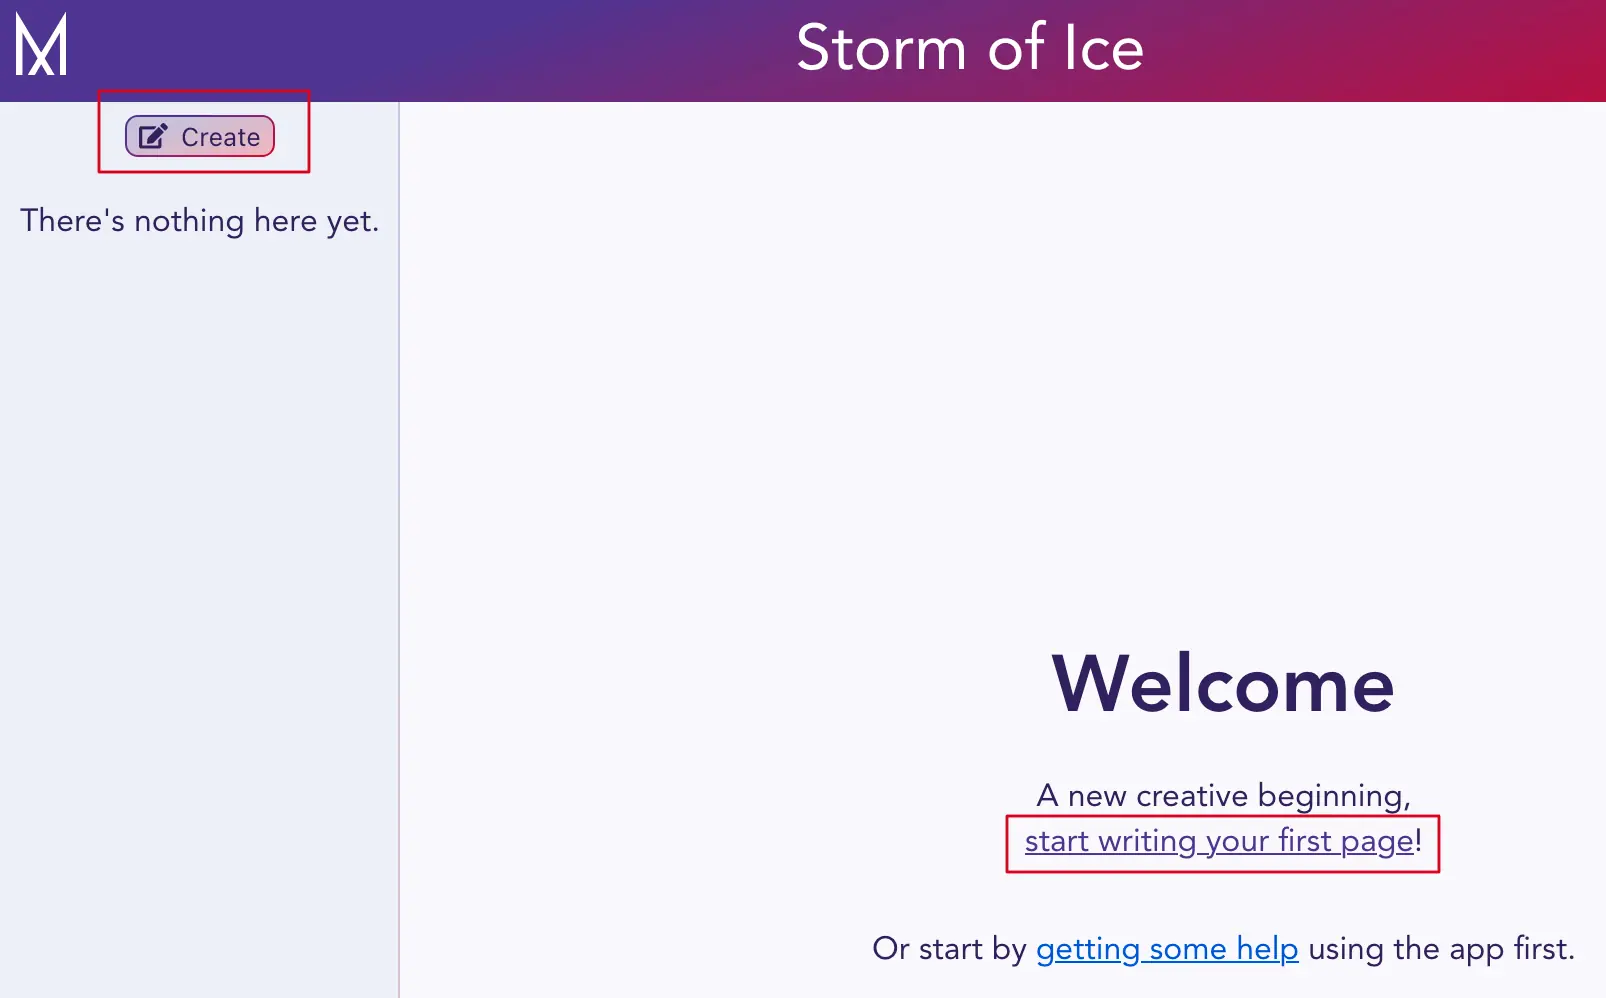 Storm of Ice
Create
There's nothing here yet.
Welcome
A new creative beginning,
start writing your first page!
Or start by getting some help using the app first.